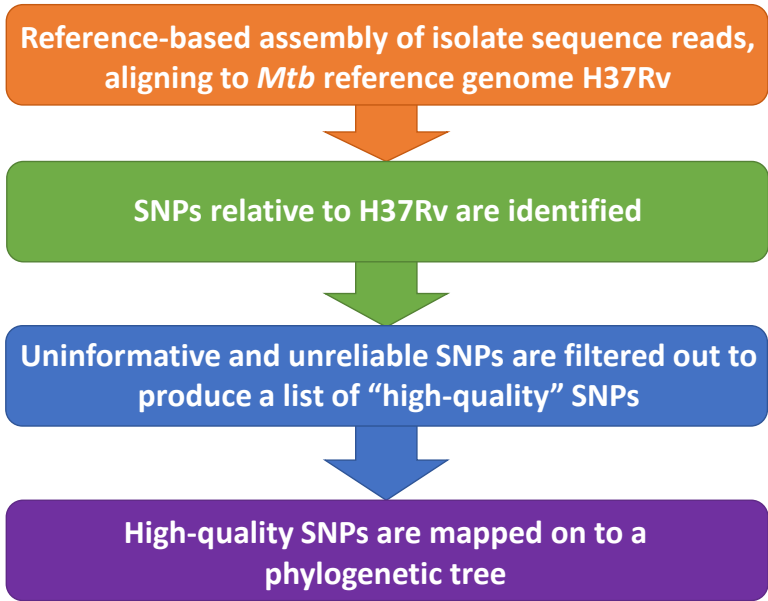 Reference-based assembly of isolate sequence reads,
aligning to Mtb reference genome H37Rv
SNPs relative to H37Rv are identified
Uninformative and unreliable SNPs are filtered out to
produce a list of “high-quality” SNPs
High-quality SNPs are mapped on to a
phylogenetic tree